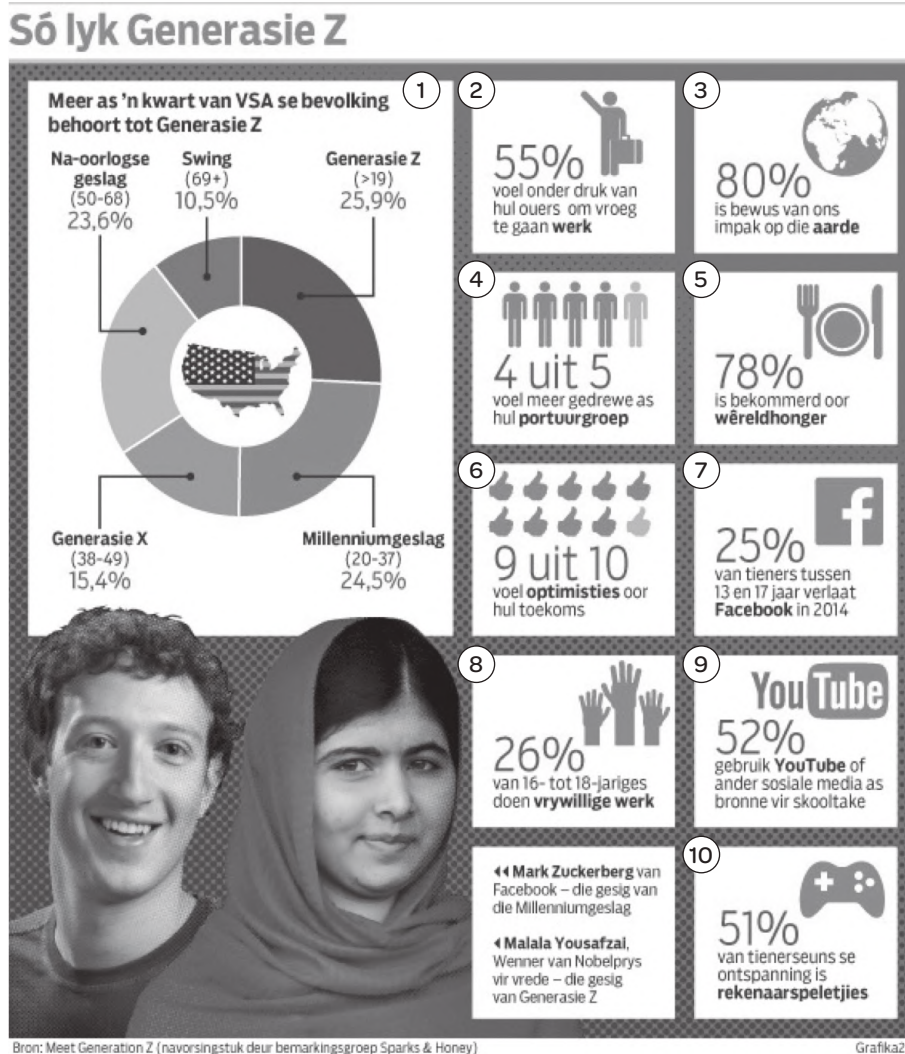 Só lyk Generasie Z
1
Meer as 'n kwart van VSA se bevolking
behoort tot Generasie Z
Na-oorlogse
geslag
(50-68)
23,6%
Swing
(69+)
10,5%
Generasie Z
(>19)
25,9%
Generasie X
(38-49)
15,4%
Millenniumgeslag
(20-37)
24,5%
2
55%
voel onder druk van
hul ouers om vroeg
te gaan werk
3
80%
is bewus van ons
impak op die aarde
4
4 uit 5
voel meer gedrewe as
hul portuurgroep
5
78%
is bekommerd oor
wêreldhonger
6
9 uit 10
voel optimisties oor
hul toekoms
7
f
25%
van tieners tussen
13 en 17 jaar verlaat
Facebook in 2014
8
26%
van 16- tot 18-jariges
doen vrywillige werk
9
YouTube
52%
gebruik YouTube of
ander sosiale media as
bronne vir skooltake
Mark Zuckerberg van
Facebook – die gesig van
die Millenniumgeslag
Malala Yousafzai,
Wenner van Nobelprys
vir vrede – die gesig
van Generasie Z
10
51%
van tienerseuns se
ontspanning is
rekenaarspeletjies
Bron: Meet Generation Z (navorsingstuk deur bemarkingsgroep Sparks & Honey)
Grafika24